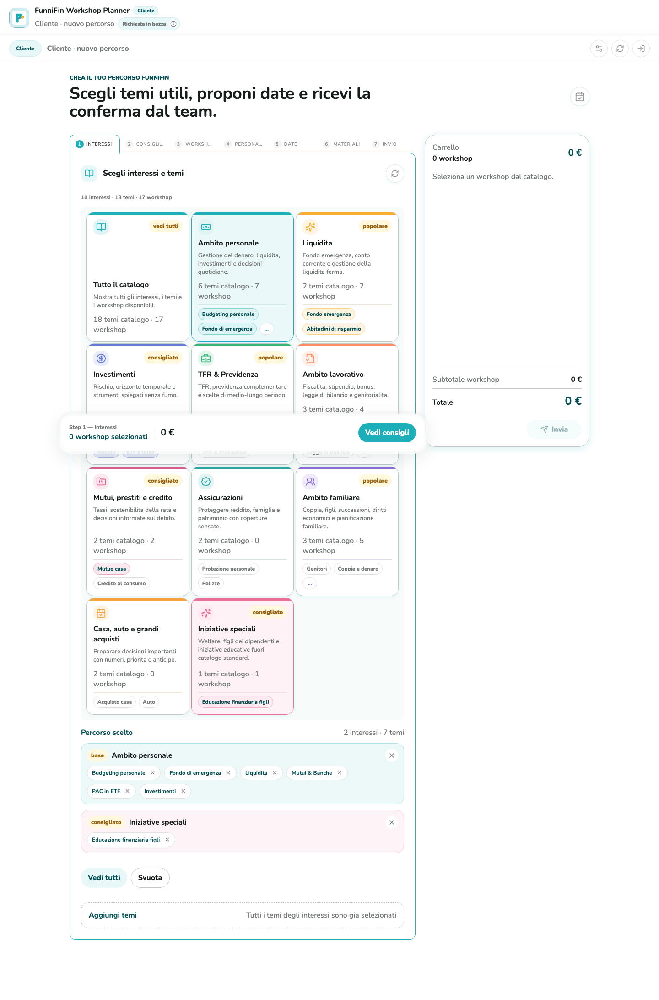 FunniFin Workshop Planner
Cliente
Cliente · nuovo percorso
Richiesta in bozza
Cliente
Cliente · nuovo percorso
CREA IL TUO PERCORSO FUNNIFIN
Scegli temi utili, proponi date e ricevi la
conferma dal team.
1 INTERESSI
2 CONSIGLI...
3 WORKSH...
4 PERSONA...
5 DATE
6 MATERIALI
7 INVIO
Scegli interessi e temi
10 interessi · 18 temi · 17 workshop
vedi tutti
Tutto il catalogo
Mostra tutti gli interessi, i temi e
i workshop disponibili.
18 temi catalogo · 17
workshop
Ambito personale
Gestione del denaro, liquidita,
investimenti e decisioni
quotidiane.
6 temi catalogo · 7
workshop
Budgeting personale
Fondo di emergenza
...
popolare
Liquidita
Fondo emergenza, conto
corrente e gestione della
liquidita ferma.
2 temi catalogo · 2
workshop
Fondo emergenza
Abitudini di risparmio
consigliato
Investimenti
Rischio, orizzonte temporale e
strumenti spiegati senza fumo.
Rischio
ETF e fondi
popolare
TFR & Previdenza
TFR, previdenza complementare
e scelte di medio-lungo periodo.
TFR & Previdenza
Ambito lavorativo
Fiscalita, stipendio, bonus,
legge di bilancio e genitorialita.
3 temi catalogo · 4
Legge di Bilancio
Step 1 — Interessi
0 workshop selezionati
0 €
Vedi consigli
consigliato
Mutui, prestiti e credito
Tassi, sostenibilita della rata e
decisioni informate sul debito.
2 temi catalogo · 2
workshop
Mutuo casa
Credito al consumo
Assicurazioni
Proteggere reddito, famiglia e
patrimonio con coperture
sensate.
2 temi catalogo · 0
workshop
Protezione personale
Polizze
popolare
Ambito familiare
Coppia, figli, successioni, diritti
economici e pianificazione
familiare.
3 temi catalogo · 5
workshop
Genitori
Coppia e denaro
...
Casa, auto e grandi
acquisti
Preparare decisioni importanti
con numeri, priorita e anticipo.
2 temi catalogo · 0
workshop
Acquisto casa
Auto
consigliato
Iniziative speciali
Welfare, figli dei dipendenti e
iniziative educative fuori
catalogo standard.
1 temi catalogo · 1
workshop
Educazione finanziaria figli
Percorso scelto
2 interessi · 7 temi
base
Ambito personale
Budgeting personale
Fondo di emergenza
Liquidita
Mutui & Banche
PAC in ETF
Investimenti
consigliato
Iniziative speciali
Educazione finanziaria figli
Vedi tutti
Svuota
Aggiungi temi
Tutti i temi degli interessi sono gia selezionati
Carrello
0 workshop
0 €
Seleziona un workshop dal catalogo.
Subtotale workshop
0 €
Totale
0 €
Invia